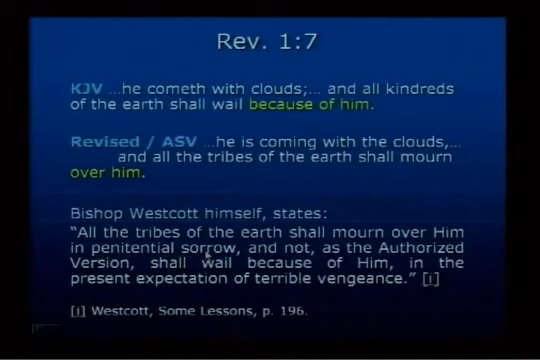 Rev. 1:7
KJV ...he cometh with clouds;... and all kindreds
of the earth shall wail because of him.
Revised / ASV ...he is coming with the clouds,...
and all the tribes of the earth shall mourn
over him.
Bishop Westcott himself, states:
“All the tribes of the earth shall mourn over Him
in penitential sorrow, and not, as the Authorized
Version, shall wail because of Him, in the
present expectation of terrible vengeance.” [i]
[i] Westcott, Some Lessons, p. 196.